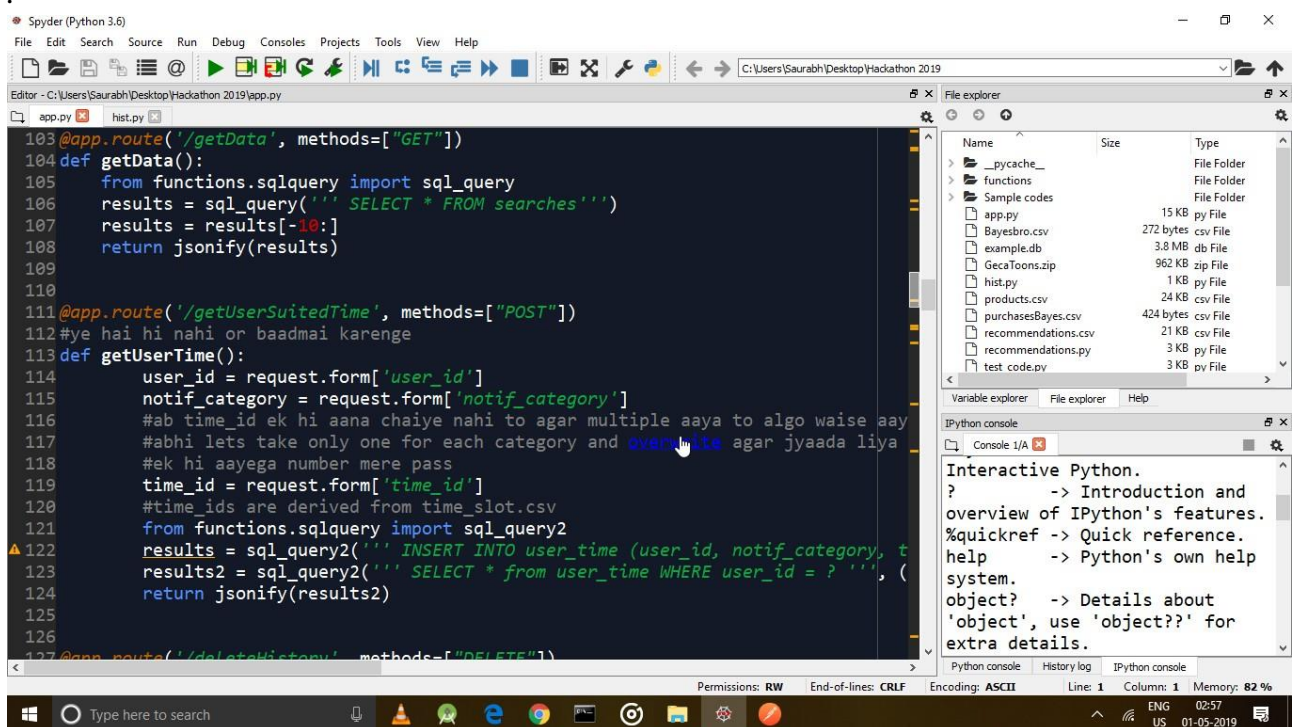 Spyder (Python 3.6)
File Edit Search Source Run Debug Consoles Projects Tools View Help
C:\Users\Saurabh\Desktop\Hackathon 2019
Editor - C:\Users\Saurabh\Desktop\Hackathon 2019\app.py
app.py
hist.py
103 @app.route('/getData', methods=["GET"])
104 def getData():
105 from functions.sqlquery import sql_query
106 results = sql_query(''' SELECT * FROM searches''')
107 results = results[-10:]
108 return jsonify(results)
109
110
111 @app.route('/getUserSuitedTime', methods=["POST"])
112 #ye hai hi nahi or baadmai karenge
113 def getUserTime():
114 user_id = request.form['user_id']
115 notif_category = request.form['notif_category']
116 #ab time_id ek hi aana chaiye nahi to agar multiple aaya to algo waise aay
117 #abhi lets take only one for each category and overwrite agar jyaada liya
118 #ek hi aayega number mere pass
119 time_id = request.form['time_id']
120 #time_ids are derived from time_slot.csv
121 from functions.sqlquery import sql_query2
122 results = sql_query2(''' INSERT INTO user_time (user_id, notif_category, t
123 results2 = sql_query2(''' SELECT * from user_time WHERE user_id = ? ''', (
124 return jsonify(results2)
125
126
127 @app.route('/deleteHistory', methods=["DELETE"])
File explorer
Name Size Type
__pycache__ File Folder
functions File Folder
Sample codes File Folder
app.py 15 KB py File
Bayesbro.csv 272 bytes csv File
example.db 3.8 MB db File
GecaToons.zip 962 KB zip File
hist.py 1 KB py File
products.csv 24 KB csv File
purchasesBayes.csv 424 bytes csv File
recommendations.csv 21 KB csv File
recommendations.py 3 KB py File
test code.py 3 KB py File
Variable explorer File explorer Help
IPython console
Console 1/A
Interactive Python.
? -> Introduction and
overview of IPython's features.
%quickref -> Quick reference.
help -> Python's own help
system.
object? -> Details about
'object', use 'object??' for
extra details.
Python console History log IPython console
Permissions: RW End-of-lines: CRLF Encoding: ASCII Line: 1 Column: 1 Memory: 82 %
Type here to search
ENG 02:57
US 01-05-2019